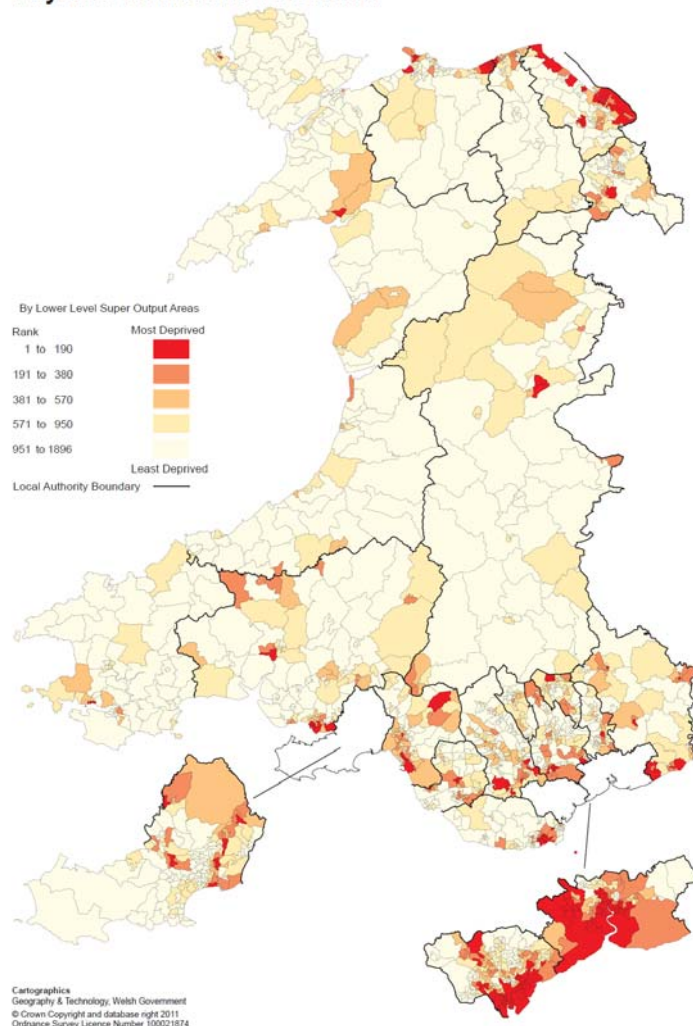 By Lower Level Super Output Areas
Rank Most Deprived
1 to 190
191 to 380
381 to 570
571 to 950
951 to 1896
Least Deprived
Local Authority Boundary
Cartographics
Geography & Technology, Welsh Government
© Crown Copyright and database right 2011
Ordnance Survey Licence Number 100021874